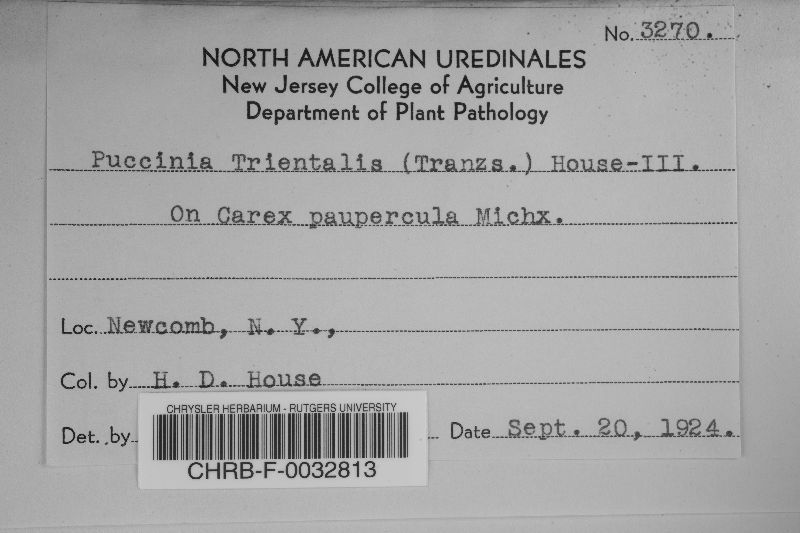 No. 3270.
NORTH AMERICAN UREDINALES
New Jersey College of Agriculture
Department of Plant Pathology
Puccinia Trientalis (Tranzs.) House-III.
On Carex paupercula Michx.
Loc. Newcomb, N. Y.,
Col. by H. D. House
Det. by
Date Sept. 20, 1924.
CHRYSLER HERBARIUM - RUTGERS UNIVERSITY
CHRB-F-0032813